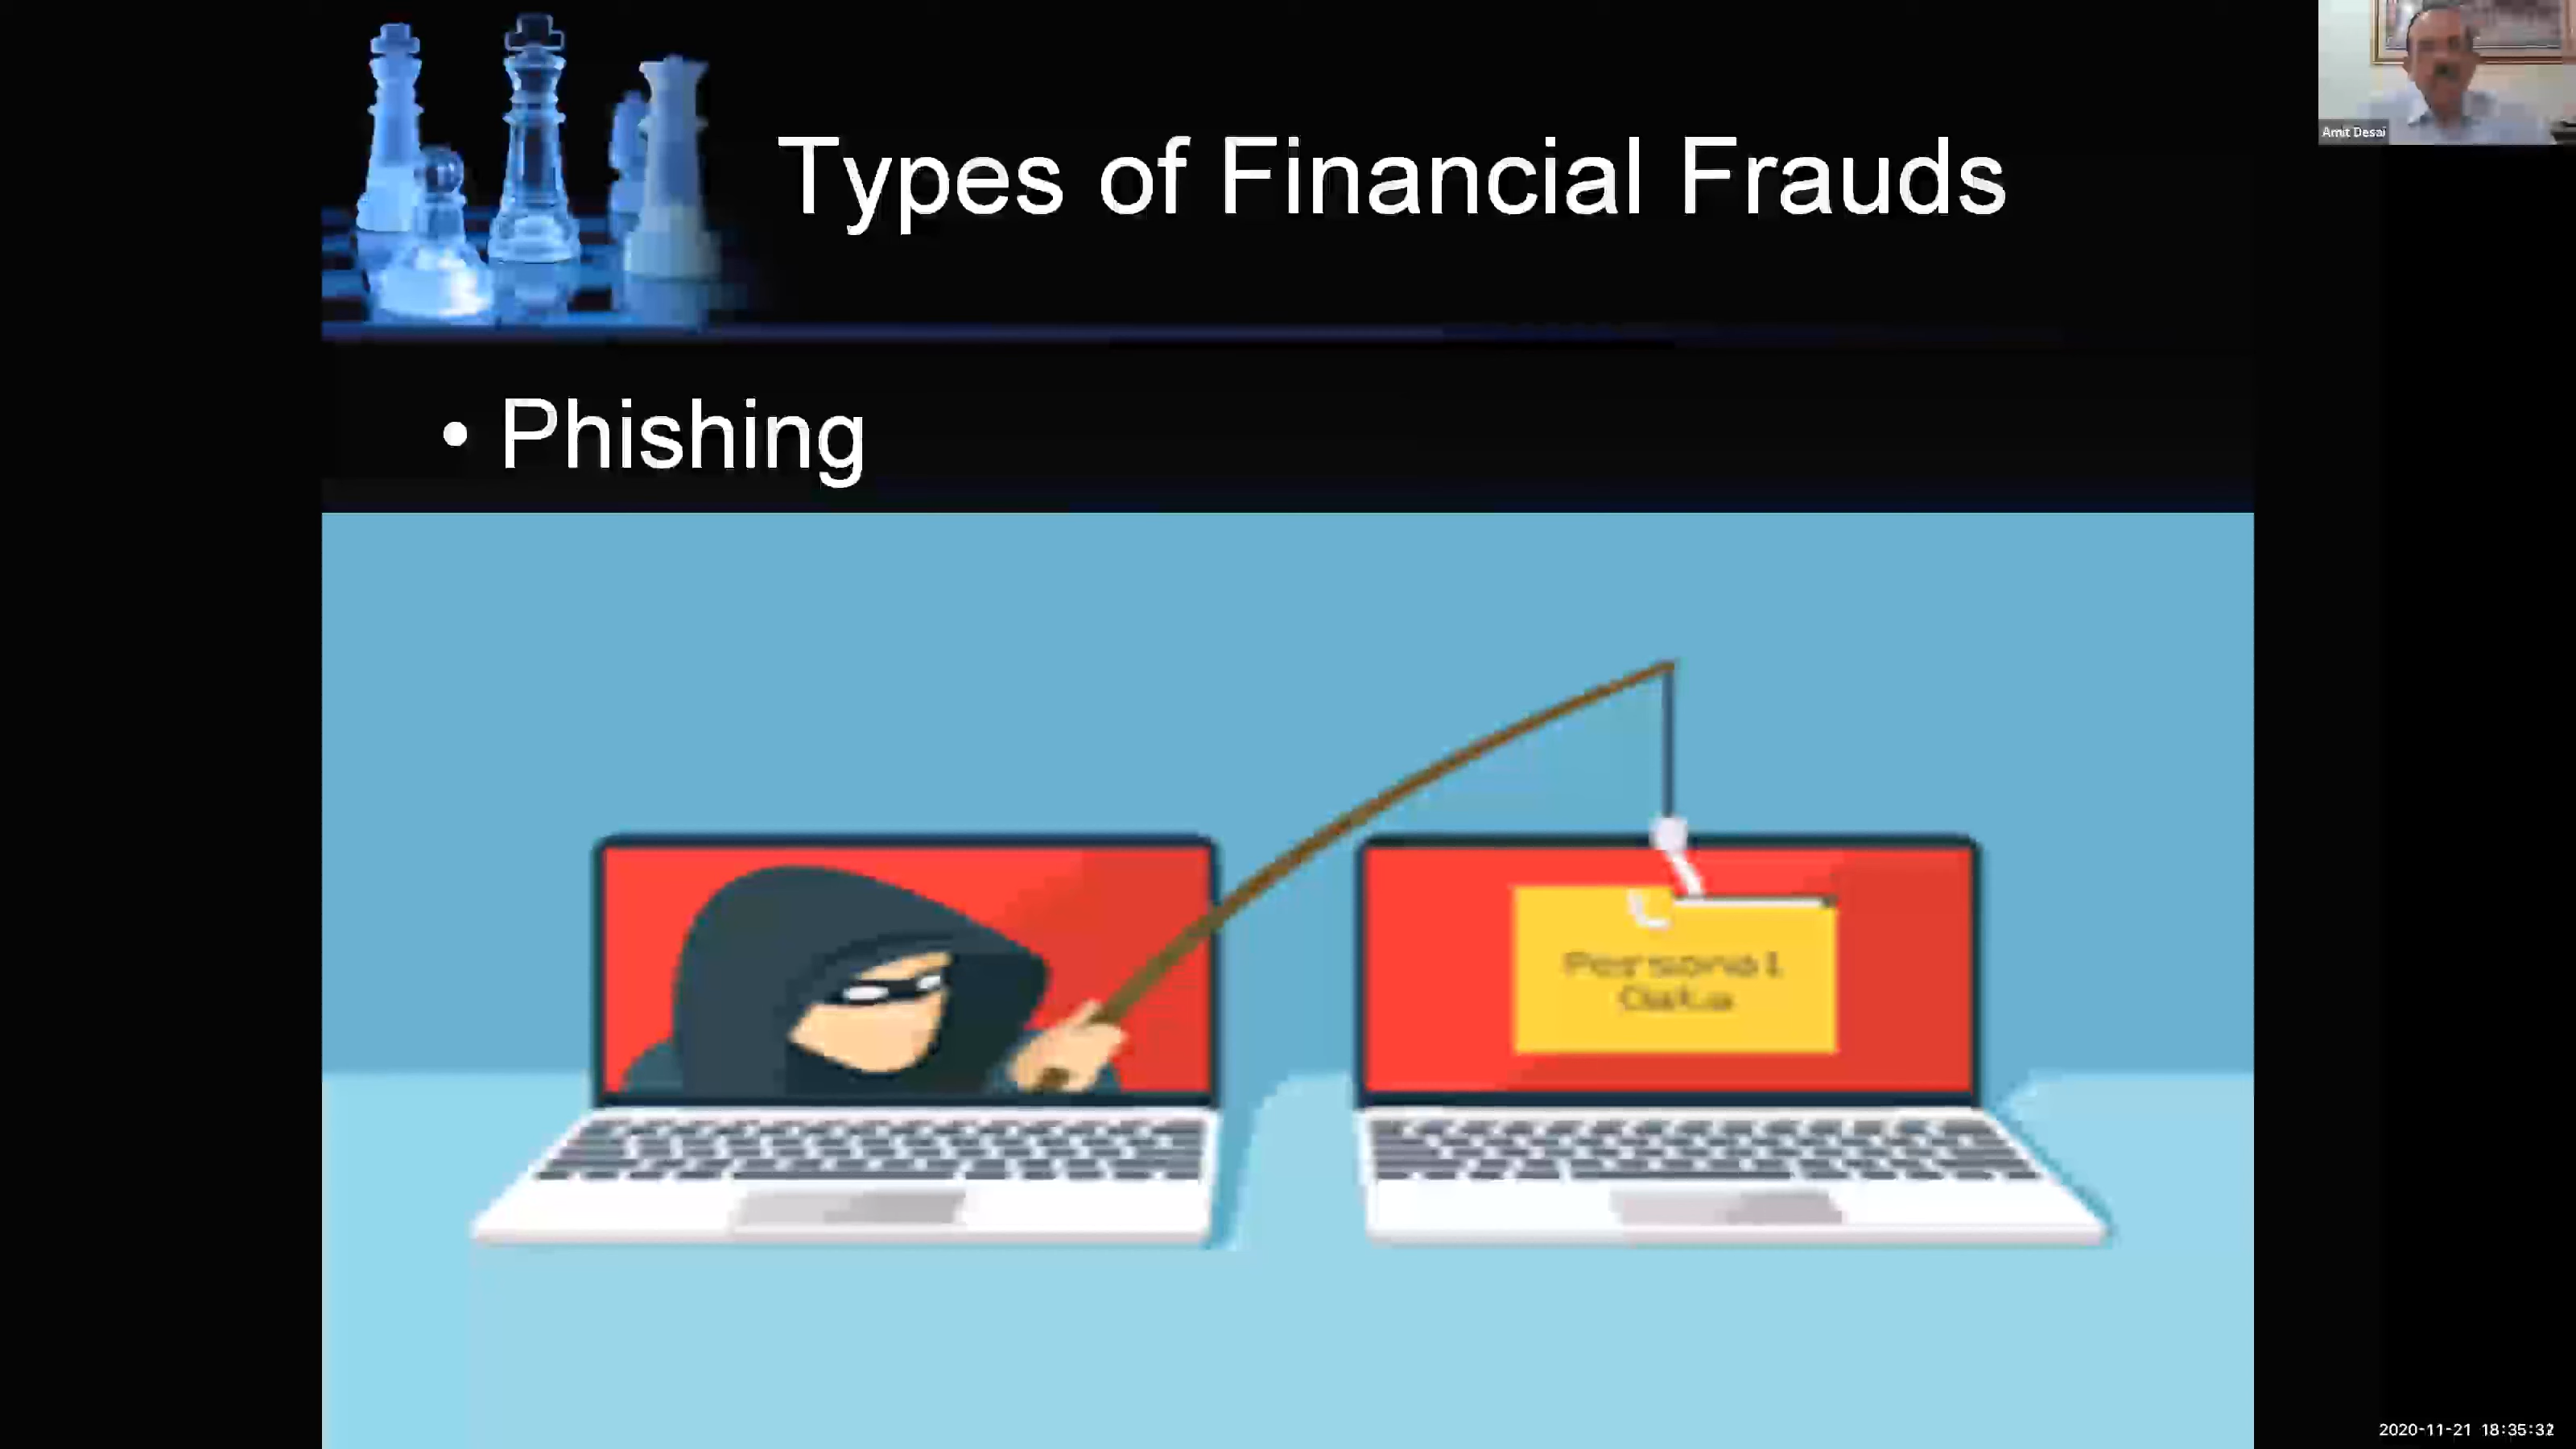 Types of Financial Frauds
Amit Desai
• Phishing
Personal
Data
2020-11-21 18:35:32